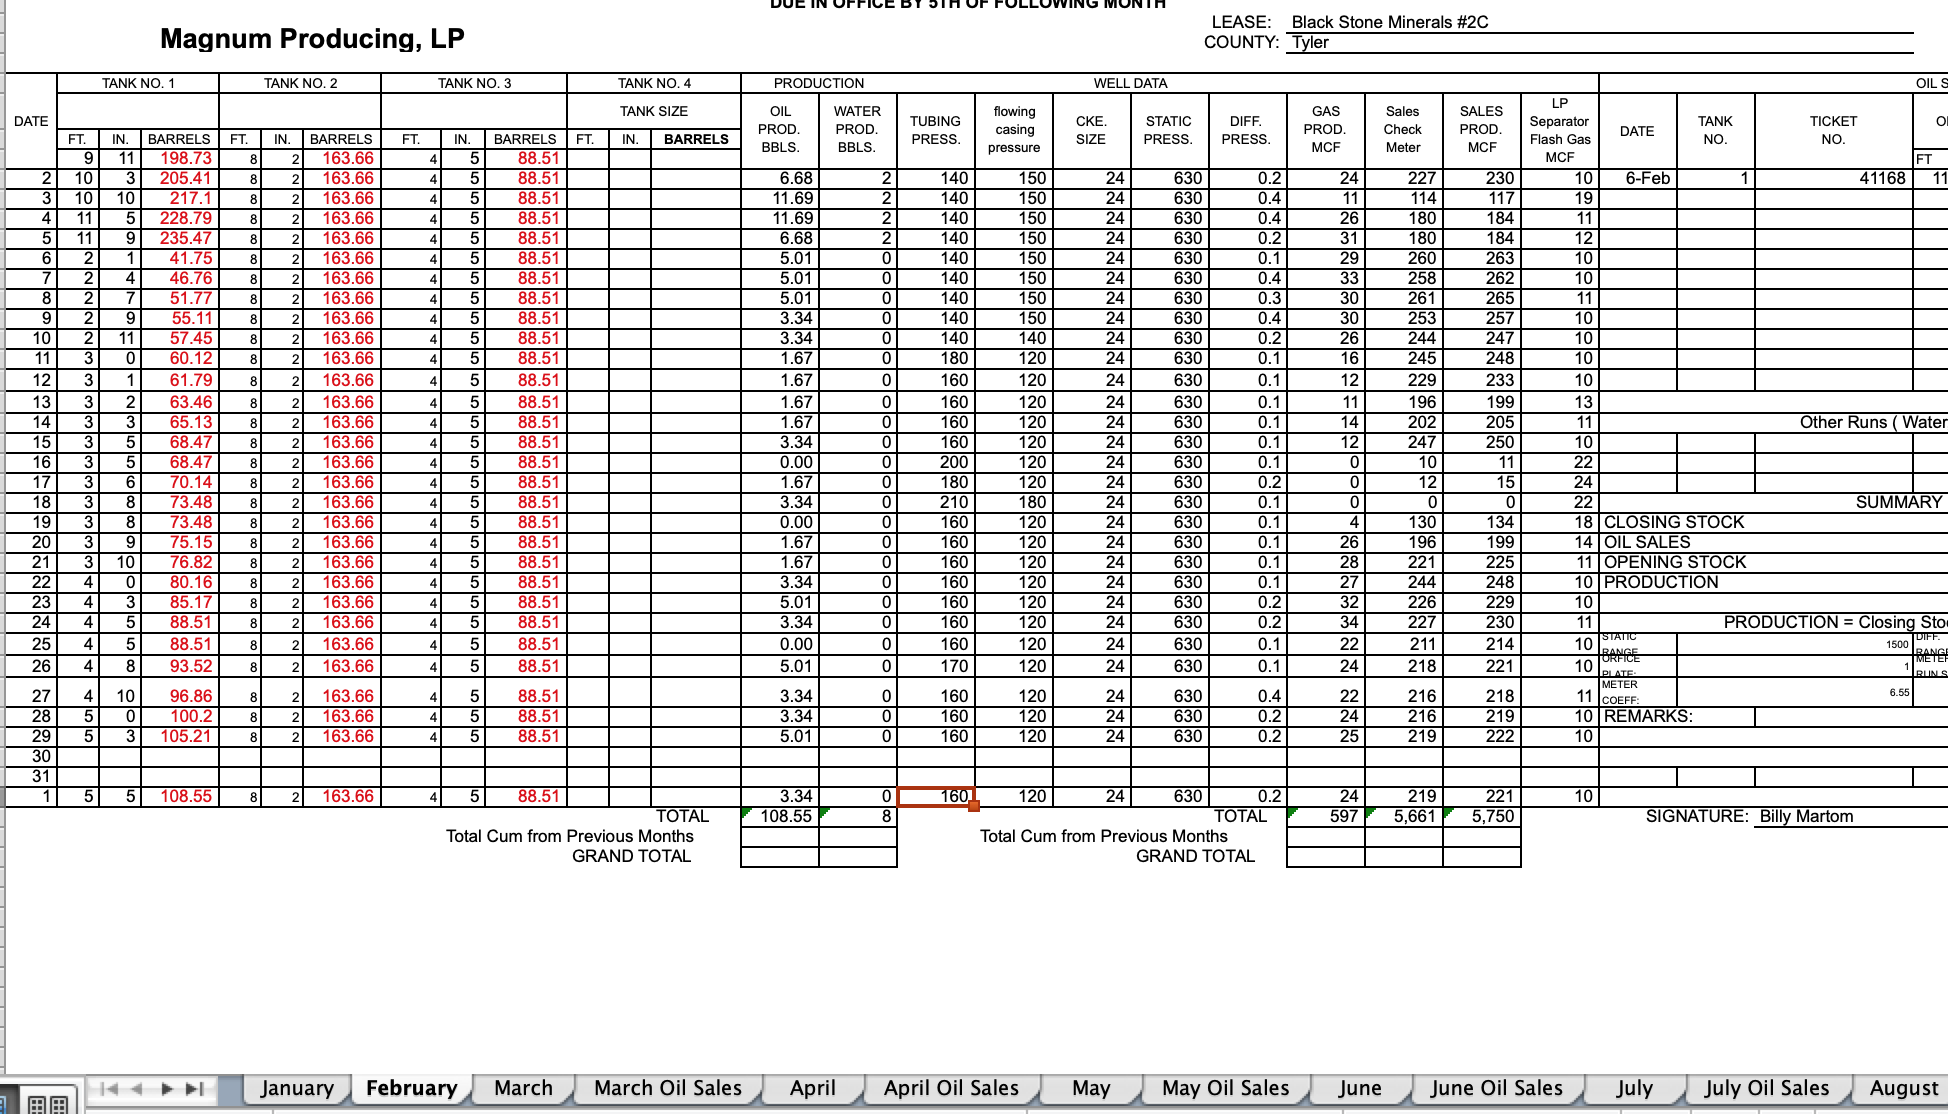 DUE IN OFFICE BY 5TH OF FOLLOWING MONTH
LEASE: Black Stone Minerals #2C
Magnum Producing, LP
COUNTY: Tyler
TANK NO. 1 TANK NO. 2 TANK NO. 3 TANK NO. 4 PRODUCTION WELL DATA OIL S
DATE TANK SIZE OIL PROD. BBLS. WATER PROD. BBLS. TUBING PRESS. flowing casing pressure CKE. SIZE STATIC PRESS. DIFF. PRESS. GAS PROD. MCF Sales Check Meter SALES PROD. MCF LP Separator Flash Gas MCF DATE TANK NO. TICKET NO. O
FT. IN. BARRELS FT. IN. BARRELS FT. IN. BARRELS FT. IN. BARRELS FT
9 11 198.73 8 2 163.66 4 5 88.51
2 10 3 205.41 8 2 163.66 4 5 88.51 6.68 2 140 150 24 630 0.2 24 227 230 10 6-Feb 1 41168 11
3 10 10 217.1 8 2 163.66 4 5 88.51 11.69 2 140 150 24 630 0.4 11 114 117 19
4 11 5 228.79 8 2 163.66 4 5 88.51 11.69 2 140 150 24 630 0.4 26 180 184 11
5 11 9 235.47 8 2 163.66 4 5 88.51 6.68 2 140 150 24 630 0.2 31 180 184 12
6 2 1 41.75 8 2 163.66 4 5 88.51 5.01 0 140 150 24 630 0.1 29 260 263 10
7 2 4 46.76 8 2 163.66 4 5 88.51 5.01 0 140 150 24 630 0.4 33 258 262 10
8 2 7 51.77 8 2 163.66 4 5 88.51 5.01 0 140 150 24 630 0.3 30 261 265 11
9 2 9 55.11 8 2 163.66 4 5 88.51 3.34 0 140 150 24 630 0.4 30 253 257 10
10 2 11 57.45 8 2 163.66 4 5 88.51 3.34 0 140 140 24 630 0.2 26 244 247 10
11 3 0 60.12 8 2 163.66 4 5 88.51 1.67 0 180 120 24 630 0.1 16 245 248 10
12 3 1 61.79 8 2 163.66 4 5 88.51 1.67 0 160 120 24 630 0.1 12 229 233 10
13 3 2 63.46 8 2 163.66 4 5 88.51 1.67 0 160 120 24 630 0.1 11 196 199 13
14 3 3 65.13 8 2 163.66 4 5 88.51 1.67 0 160 120 24 630 0.1 14 202 205 11 Other Runs ( Water
15 3 5 68.47 8 2 163.66 4 5 88.51 3.34 0 160 120 24 630 0.1 12 247 250 10
16 3 5 68.47 8 2 163.66 4 5 88.51 0.00 0 200 120 24 630 0.1 0 10 11 22
17 3 6 70.14 8 2 163.66 4 5 88.51 1.67 0 180 120 24 630 0.2 0 12 15 24
18 3 8 73.48 8 2 163.66 4 5 88.51 3.34 0 210 180 24 630 0.1 0 0 0 22 SUMMARY
19 3 8 73.48 8 2 163.66 4 5 88.51 0.00 0 160 120 24 630 0.1 4 130 134 18 CLOSING STOCK
20 3 9 75.15 8 2 163.66 4 5 88.51 1.67 0 160 120 24 630 0.1 26 196 199 14 OIL SALES
21 3 10 76.82 8 2 163.66 4 5 88.51 1.67 0 160 120 24 630 0.1 28 221 225 11 OPENING STOCK
22 4 0 80.16 8 2 163.66 4 5 88.51 3.34 0 160 120 24 630 0.1 27 244 248 10 PRODUCTION
23 4 3 85.17 8 2 163.66 4 5 88.51 5.01 0 160 120 24 630 0.2 32 226 229 10
24 4 5 88.51 8 2 163.66 4 5 88.51 3.34 0 160 120 24 630 0.2 34 227 230 11 PRODUCTION = Closing Sto
25 4 5 88.51 8 2 163.66 4 5 88.51 0.00 0 160 120 24 630 0.1 22 211 214 10 STATIC RANGE 1500 DIFF. RANGE
26 4 8 93.52 8 2 163.66 4 5 88.51 5.01 0 170 120 24 630 0.1 24 218 221 10 ORFICE PLATE: 1 METER RUN S
27 4 10 96.86 8 2 163.66 4 5 88.51 3.34 0 160 120 24 630 0.4 22 216 218 11 METER COEFF: 6.55
28 5 0 100.2 8 2 163.66 4 5 88.51 3.34 0 160 120 24 630 0.2 24 216 219 10 REMARKS:
29 5 3 105.21 8 2 163.66 4 5 88.51 5.01 0 160 120 24 630 0.2 25 219 222 10
30
31
1 5 5 108.55 8 2 163.66 4 5 88.51 3.34 0 160 120 24 630 0.2 24 219 221 10
TOTAL 108.55 8 TOTAL 597 5,661 5,750 SIGNATURE: Billy Martom
Total Cum from Previous Months Total Cum from Previous Months
GRAND TOTAL GRAND TOTAL
January February March March Oil Sales April April Oil Sales May May Oil Sales June June Oil Sales July July Oil Sales August